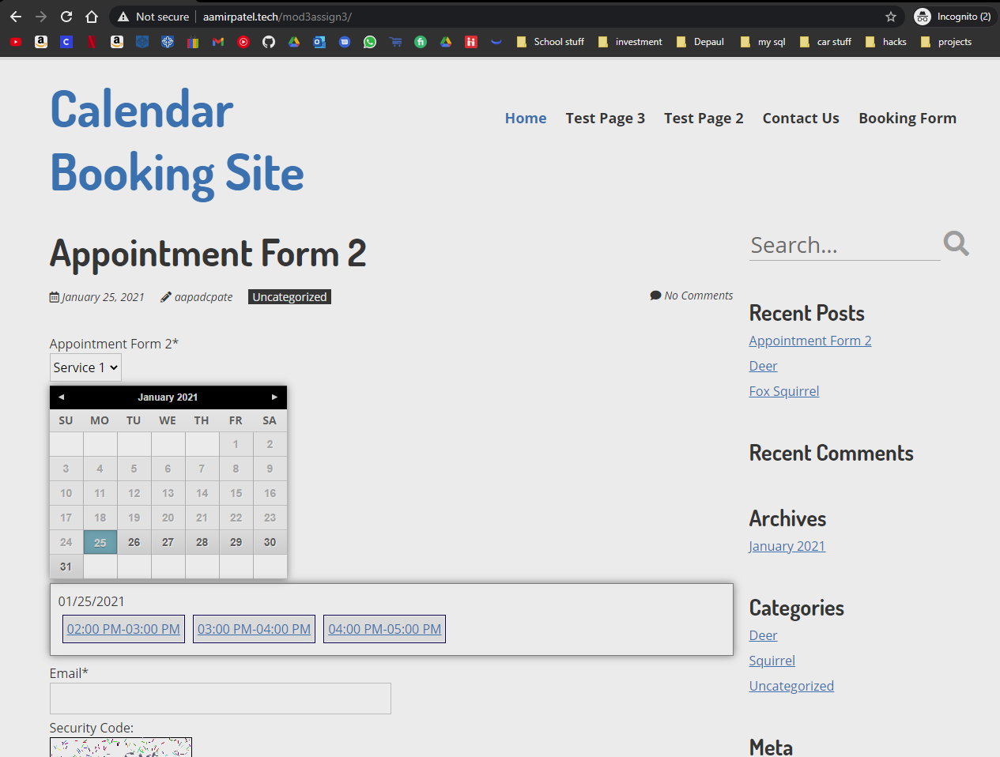 Not secure | aamirpatel.tech/mod3assign3/
Incognito (2)
School stuff investment Depaul my sql car stuff hacks projects
Calendar
Booking Site
Home Test Page 3 Test Page 2 Contact Us Booking Form
Appointment Form 2
January 25, 2021 aapadcpate Uncategorized No Comments
Appointment Form 2*
Service 1
January 2021
SU MO TU WE TH FR SA
1 2
3 4 5 6 7 8 9
10 11 12 13 14 15 16
17 18 19 20 21 22 23
24 25 26 27 28 29 30
31
01/25/2021
02:00 PM-03:00 PM 03:00 PM-04:00 PM 04:00 PM-05:00 PM
Email*
Security Code:
Search...
Recent Posts
Appointment Form 2
Deer
Fox Squirrel
Recent Comments
Archives
January 2021
Categories
Deer
Squirrel
Uncategorized
Meta